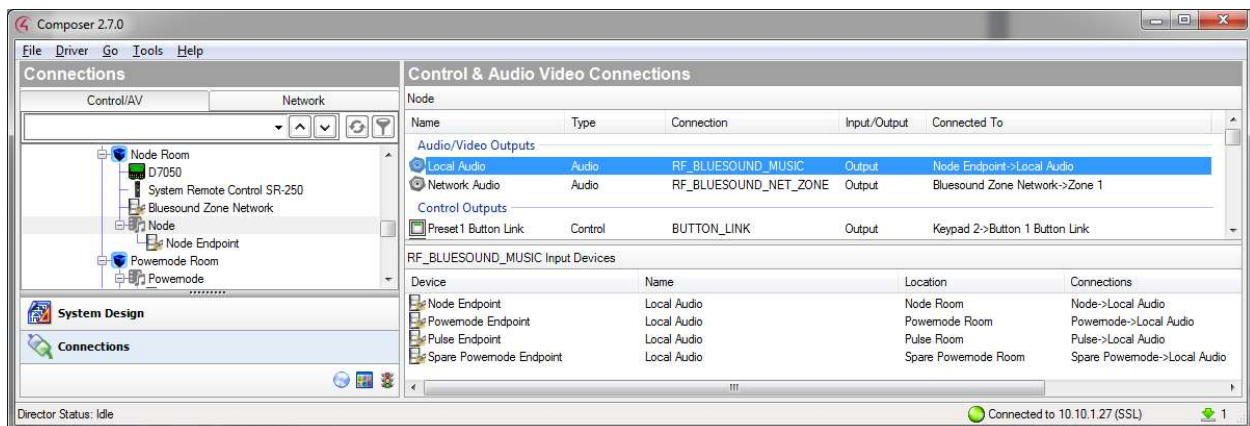 Composer 2.7.0
File Driver Go Tools Help
Connections
Control/AV Network
Node Room
D7050
System Remote Control SR-250
Bluesound Zone Network
Node
Node Endpoint
Powernode Room
Powernode
System Design
Connections
Control & Audio Video Connections
Node
Name Type Connection Input/Output Connected To
Audio/Video Outputs
Local Audio Audio RF_BLUESOUND_MUSIC Output Node Endpoint->Local Audio
Network Audio Audio RF_BLUESOUND_NET_ZONE Output Bluesound Zone Network->Zone 1
Control Outputs
Preset1 Button Link Control BUTTON_LINK Output Keypad 2->Button 1 Button Link
RF_BLUESOUND_MUSIC Input Devices
Device Name Location Connections
Node Endpoint Local Audio Node Room Node->Local Audio
Powernode Endpoint Local Audio Powernode Room Powernode->Local Audio
Pulse Endpoint Local Audio Pulse Room Pulse->Local Audio
Spare Powernode Endpoint Local Audio Spare Powernode Room Spare Powernode->Local Audio
Director Status: Idle Connected to 10.10.1.27 (SSL) 1